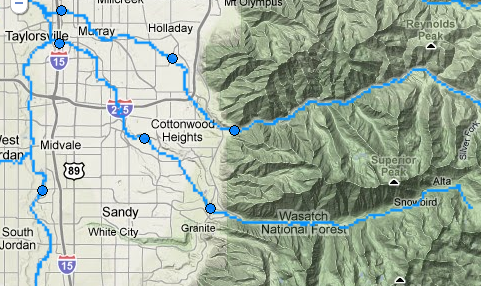 Millcreek
Mt Olympus
Holladay
Murray
Taylorsville
Reynolds
Peak
15
215
Cottonwood
Heights
West
Jordan
Midvale
89
Silver Fork
Superior
Peak
Alta
Snowbird
Sandy
Wasatch
National Forest
White City
Granite
South
Jordan
15